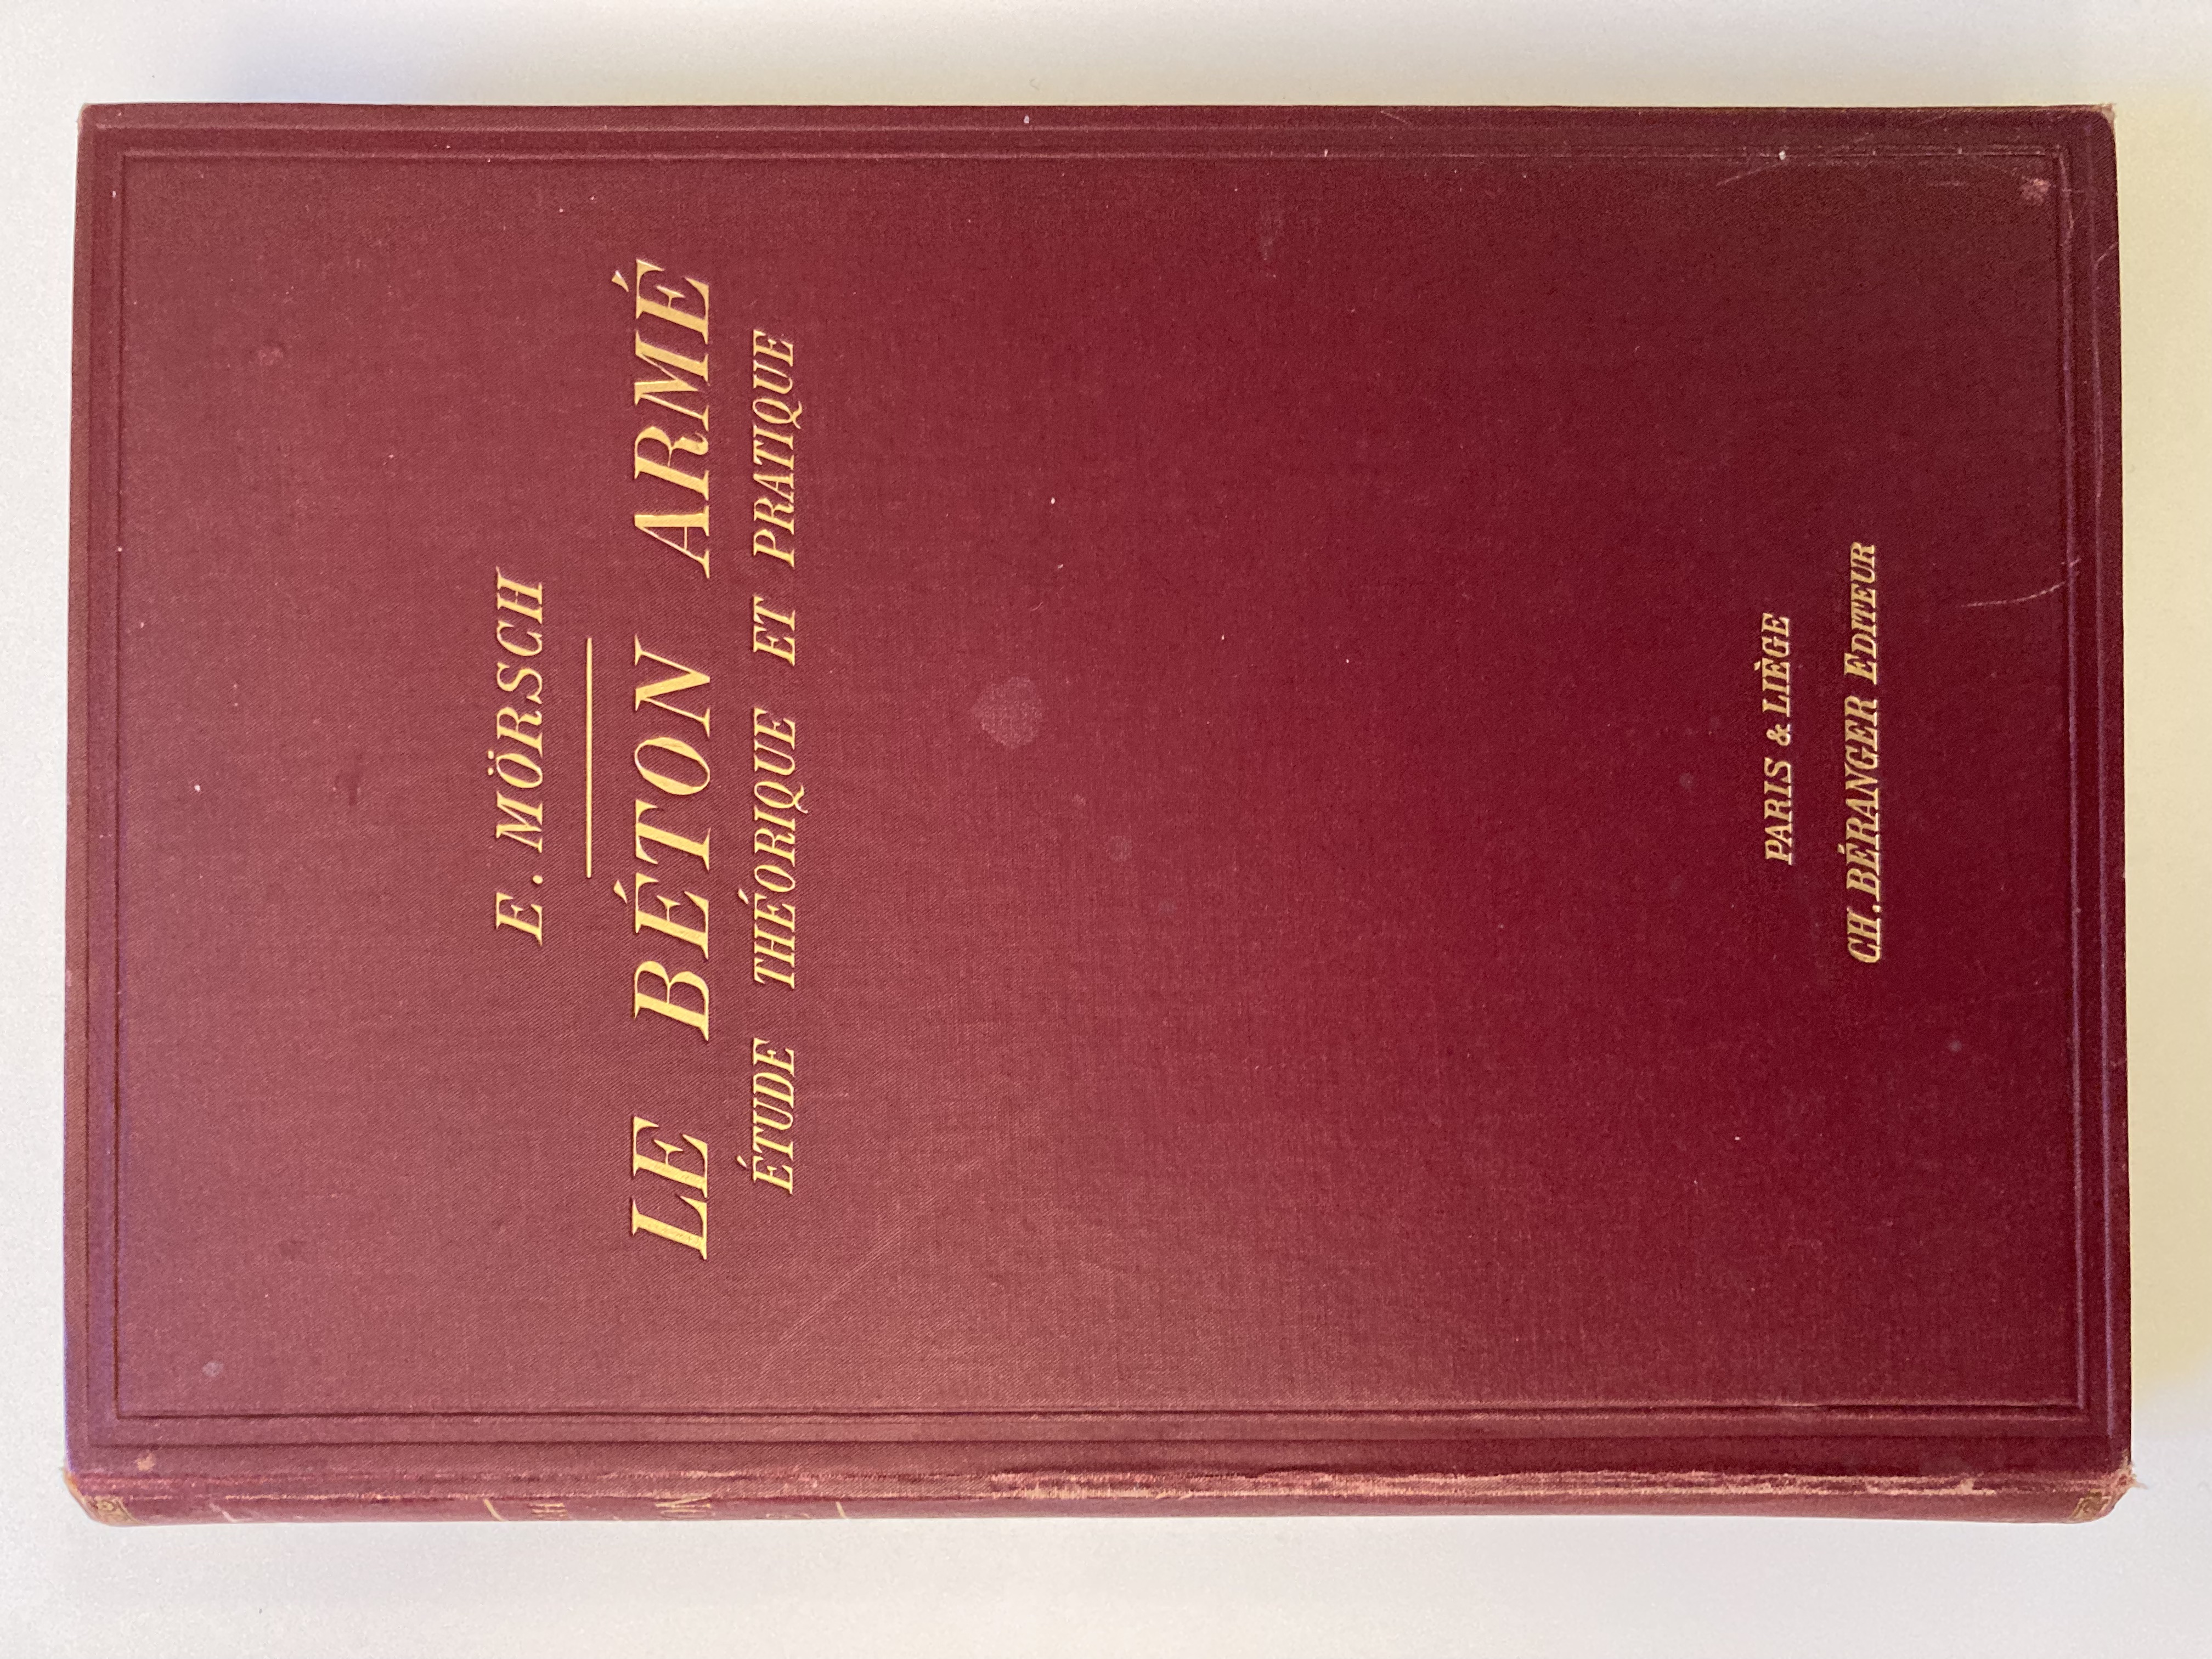 E. MÖRSCH
LE BÉTON ARMÉ
ÉTUDE THÉORIQUE ET PRATIQUE
PARIS & LIÈGE
CH. BÉRANGER EDITEUR